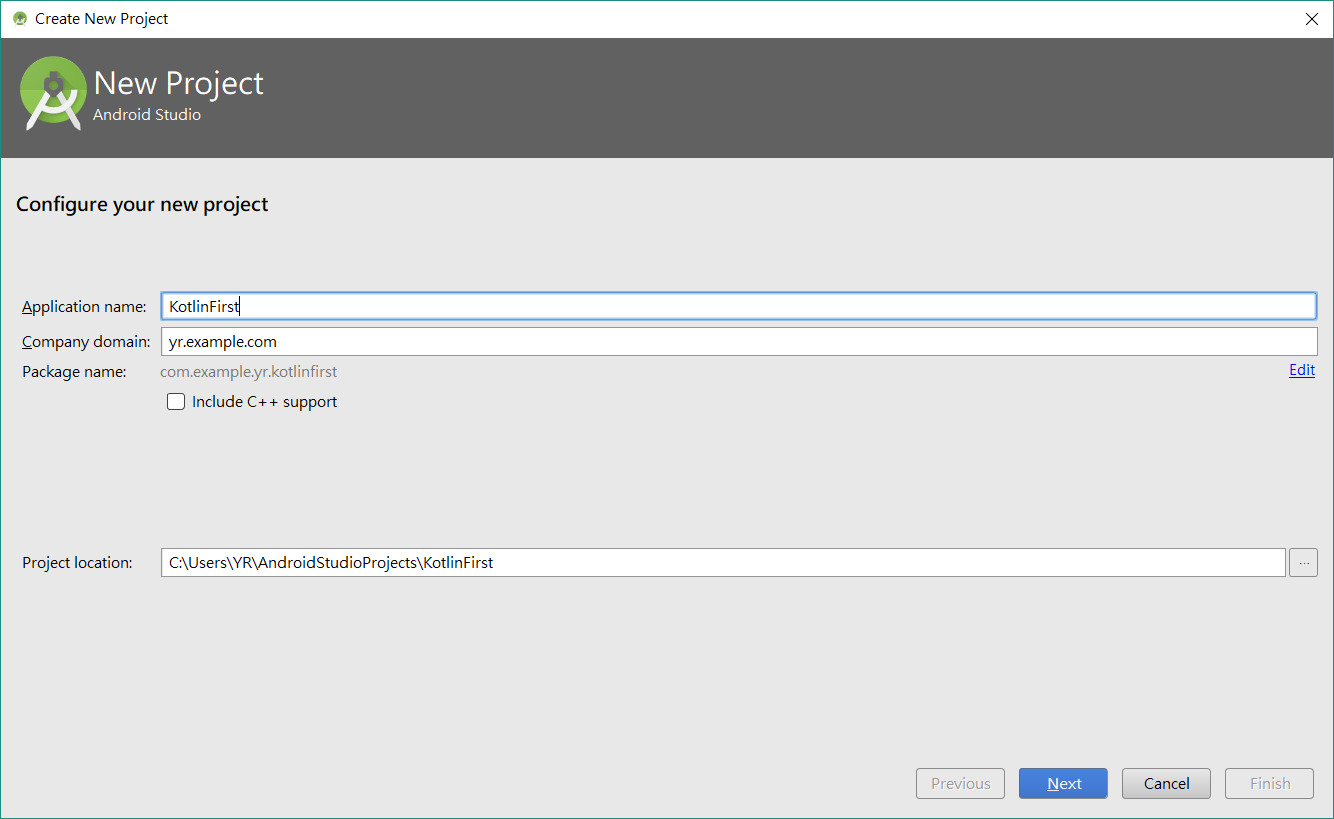 Create New Project
New Project
Android Studio
Configure your new project
Application name: KotlinFirst
Company domain: yr.example.com
Package name: com.example.yr.kotlinfirst Edit
Include C++ support
Project location: C:\Users\YR\AndroidStudioProjects\KotlinFirst ...
Previous Next Cancel Finish